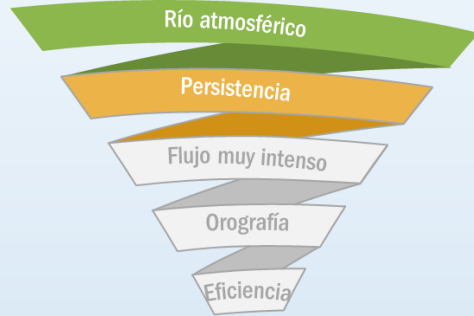 Río atmosférico
Persistencia
Flujo muy intenso
Orografía
Eficiencia